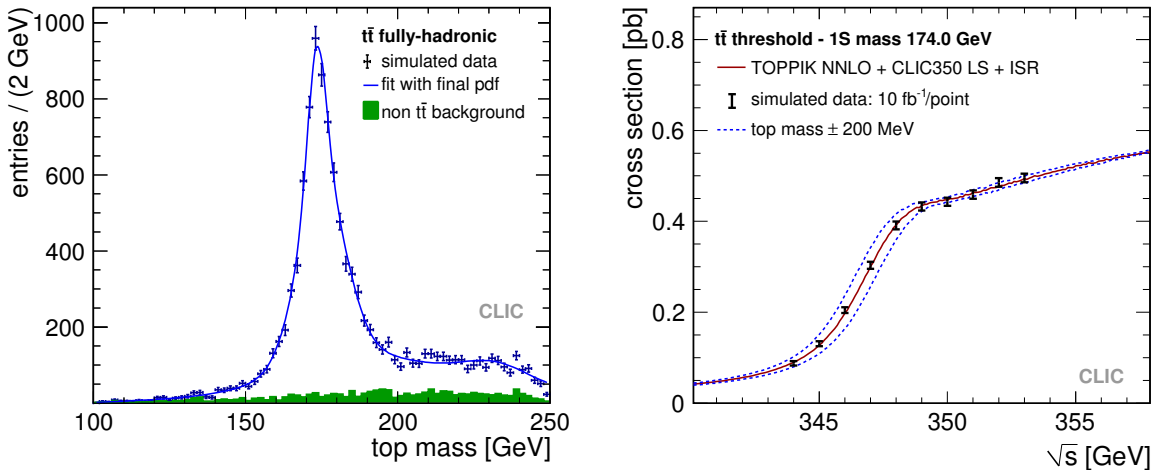 entries / (2 GeV)
1000
800
600
400
200
100
150
200
250
top mass [GeV]
tt̄ fully-hadronic
simulated data
fit with final pdf
non tt̄ background
CLIC
cross section [pb]
0.8
0.6
0.4
0.2
0
345
350
355
√s [GeV]
tt̄ threshold - 1S mass 174.0 GeV
TOPPIK NNLO + CLIC350 LS + ISR
simulated data: 10 fb⁻¹/point
top mass ± 200 MeV
CLIC